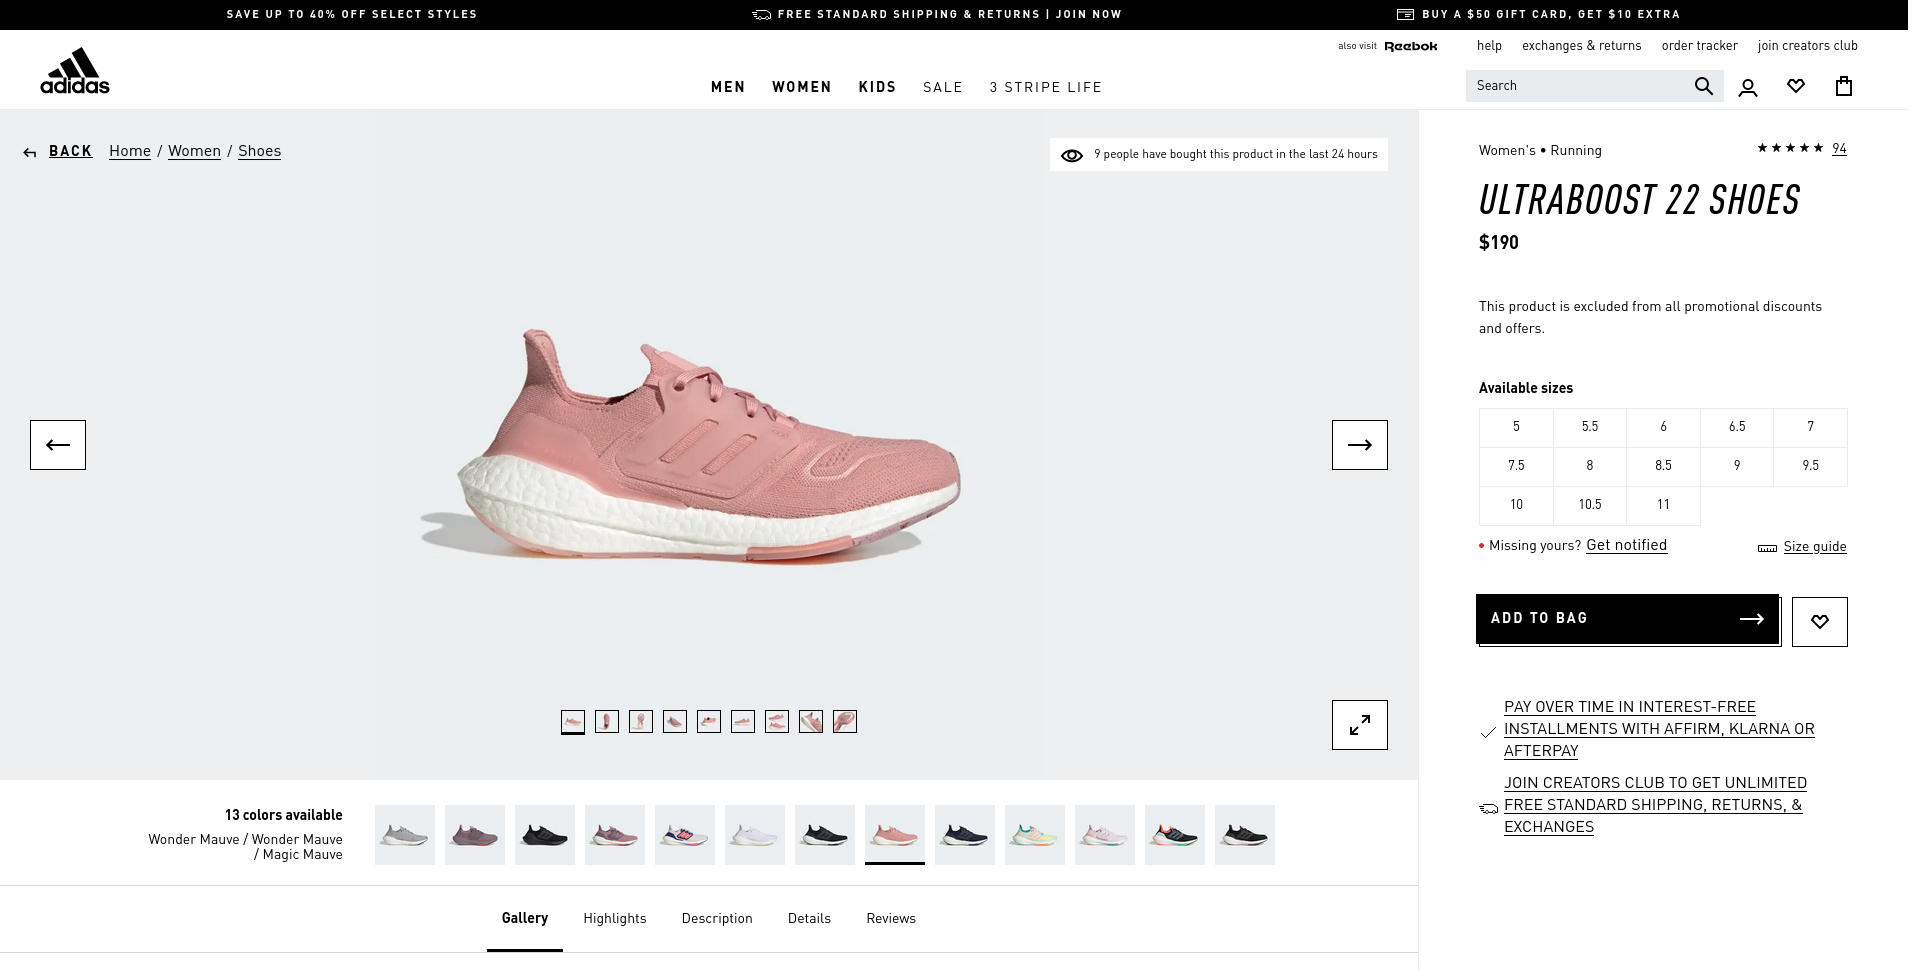 SAVE UP TO 40% OFF SELECT STYLES
FREE STANDARD SHIPPING & RETURNS | JOIN NOW
BUY A $50 GIFT CARD, GET $10 EXTRA
also visit Reebok
help
exchanges & returns
order tracker
join creators club
adidas
MEN
WOMEN
KIDS
SALE
3 STRIPE LIFE
Search
BACK
Home / Women / Shoes
9 people have bought this product in the last 24 hours
Women's • Running
94
ULTRABOOST 22 SHOES
$190
This product is excluded from all promotional discounts
and offers.
Available sizes
5 5.5 6 6.5 7
7.5 8 8.5 9 9.5
10 10.5 11
Missing yours? Get notified
Size guide
ADD TO BAG
PAY OVER TIME IN INTEREST-FREE
INSTALLMENTS WITH AFFIRM, KLARNA OR
AFTERPAY
JOIN CREATORS CLUB TO GET UNLIMITED
FREE STANDARD SHIPPING, RETURNS, &
EXCHANGES
13 colors available
Wonder Mauve / Wonder Mauve
/ Magic Mauve
Gallery
Highlights
Description
Details
Reviews